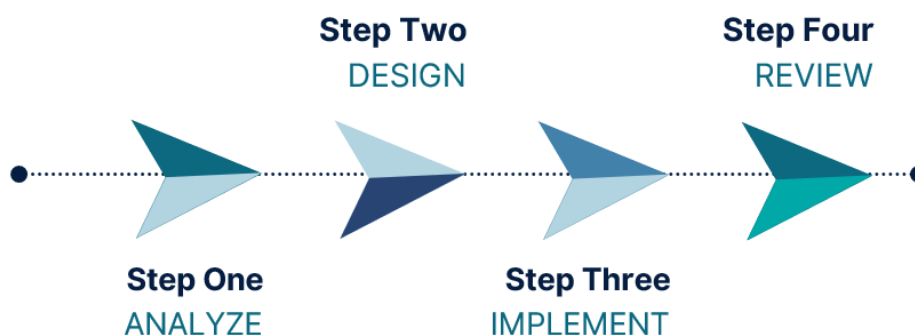 Step Two
DESIGN
Step Four
REVIEW
Step One
ANALYZE
Step Three
IMPLEMENT